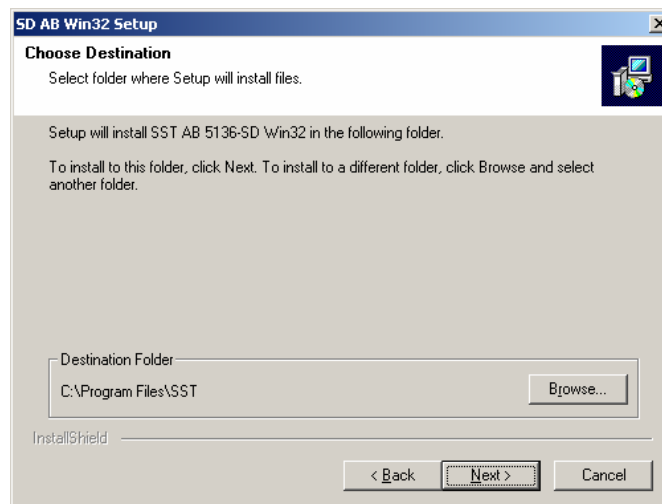 SD AB Win32 Setup
Choose Destination
Select folder where Setup will install files.
Setup will install SST AB 5136-SD Win32 in the following folder.
To install to this folder, click Next. To install to a different folder, click Browse and select
another folder.
Destination Folder
C:\Program Files\SST
Browse...
InstallShield
< Back
Next >
Cancel